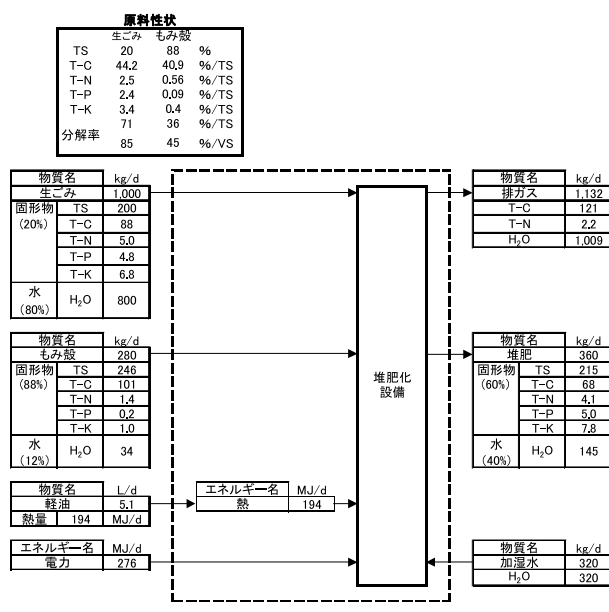 原料性状
生ごみ もみ殻
TS 20 88 %
T-C 44.2 40.9 %/TS
T-N 2.5 0.56 %/TS
T-P 2.4 0.09 %/TS
T-K 3.4 0.4 %/TS
分解率 71 36 %/TS
85 45 %/VS
物質名 kg/d
生ごみ 1,000
固形物 (20%) TS 200
T-C 88
T-N 5.0
T-P 4.8
T-K 6.8
水 (80%) H₂O 800
物質名 kg/d
もみ殻 280
固形物 (88%) TS 246
T-C 101
T-N 1.4
T-P 0.2
T-K 1.0
水 (12%) H₂O 34
物質名 L/d
軽油 5.1
熱量 194 MJ/d
エネルギー名 MJ/d
電力 276
エネルギー名 MJ/d
熱 194
堆肥化
設備
物質名 kg/d
排ガス 1,132
T-C 121
T-N 2.2
H₂O 1,009
物質名 kg/d
堆肥 360
固形物 (60%) TS 215
T-C 68
T-N 4.1
T-P 5.0
T-K 7.8
水 (40%) H₂O 145
物質名 kg/d
加湿水 320
H₂O 320